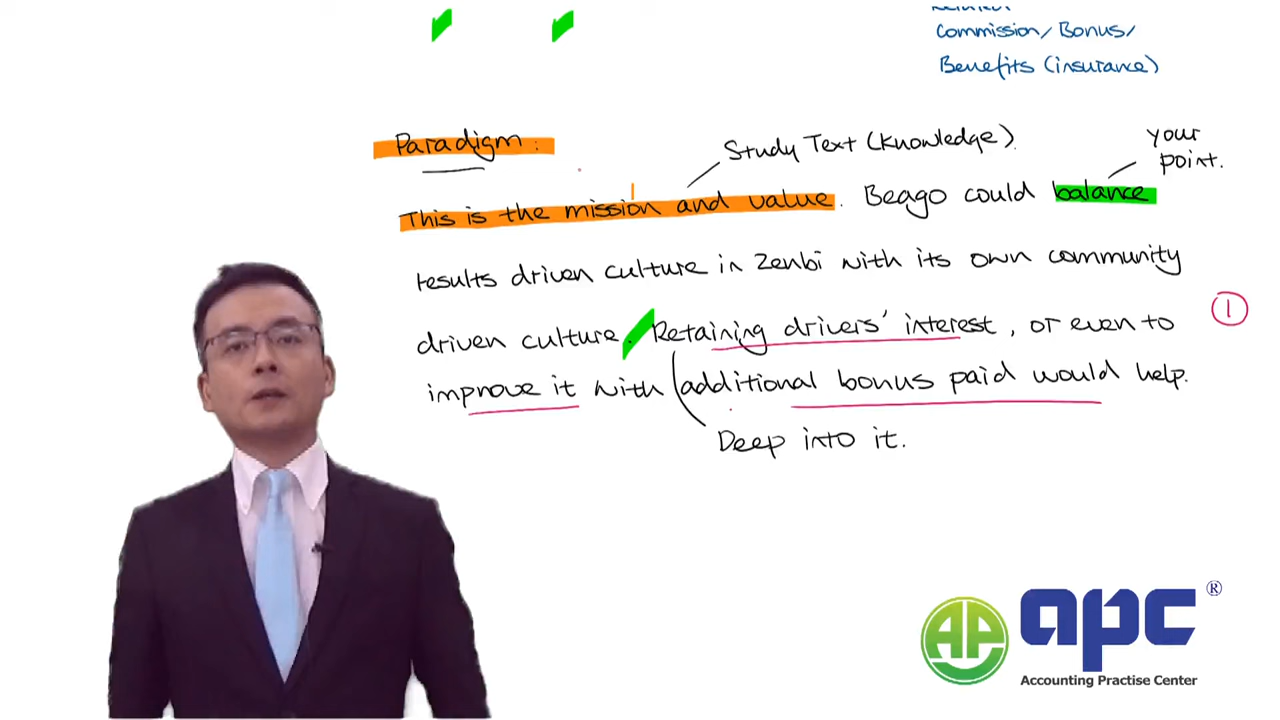 Commission/Bonus/
Benefits (insurance)
Paradigm :
Study Text (Knowledge).
your
point.
This is the mission and value. Beago could balance
results driven culture in Zenbi with its own community
driven culture. Retaining drivers' interest, or even to
1
improve it with additional bonus paid would help.
Deep into it.
AP
apc ®
Accounting Practise Center